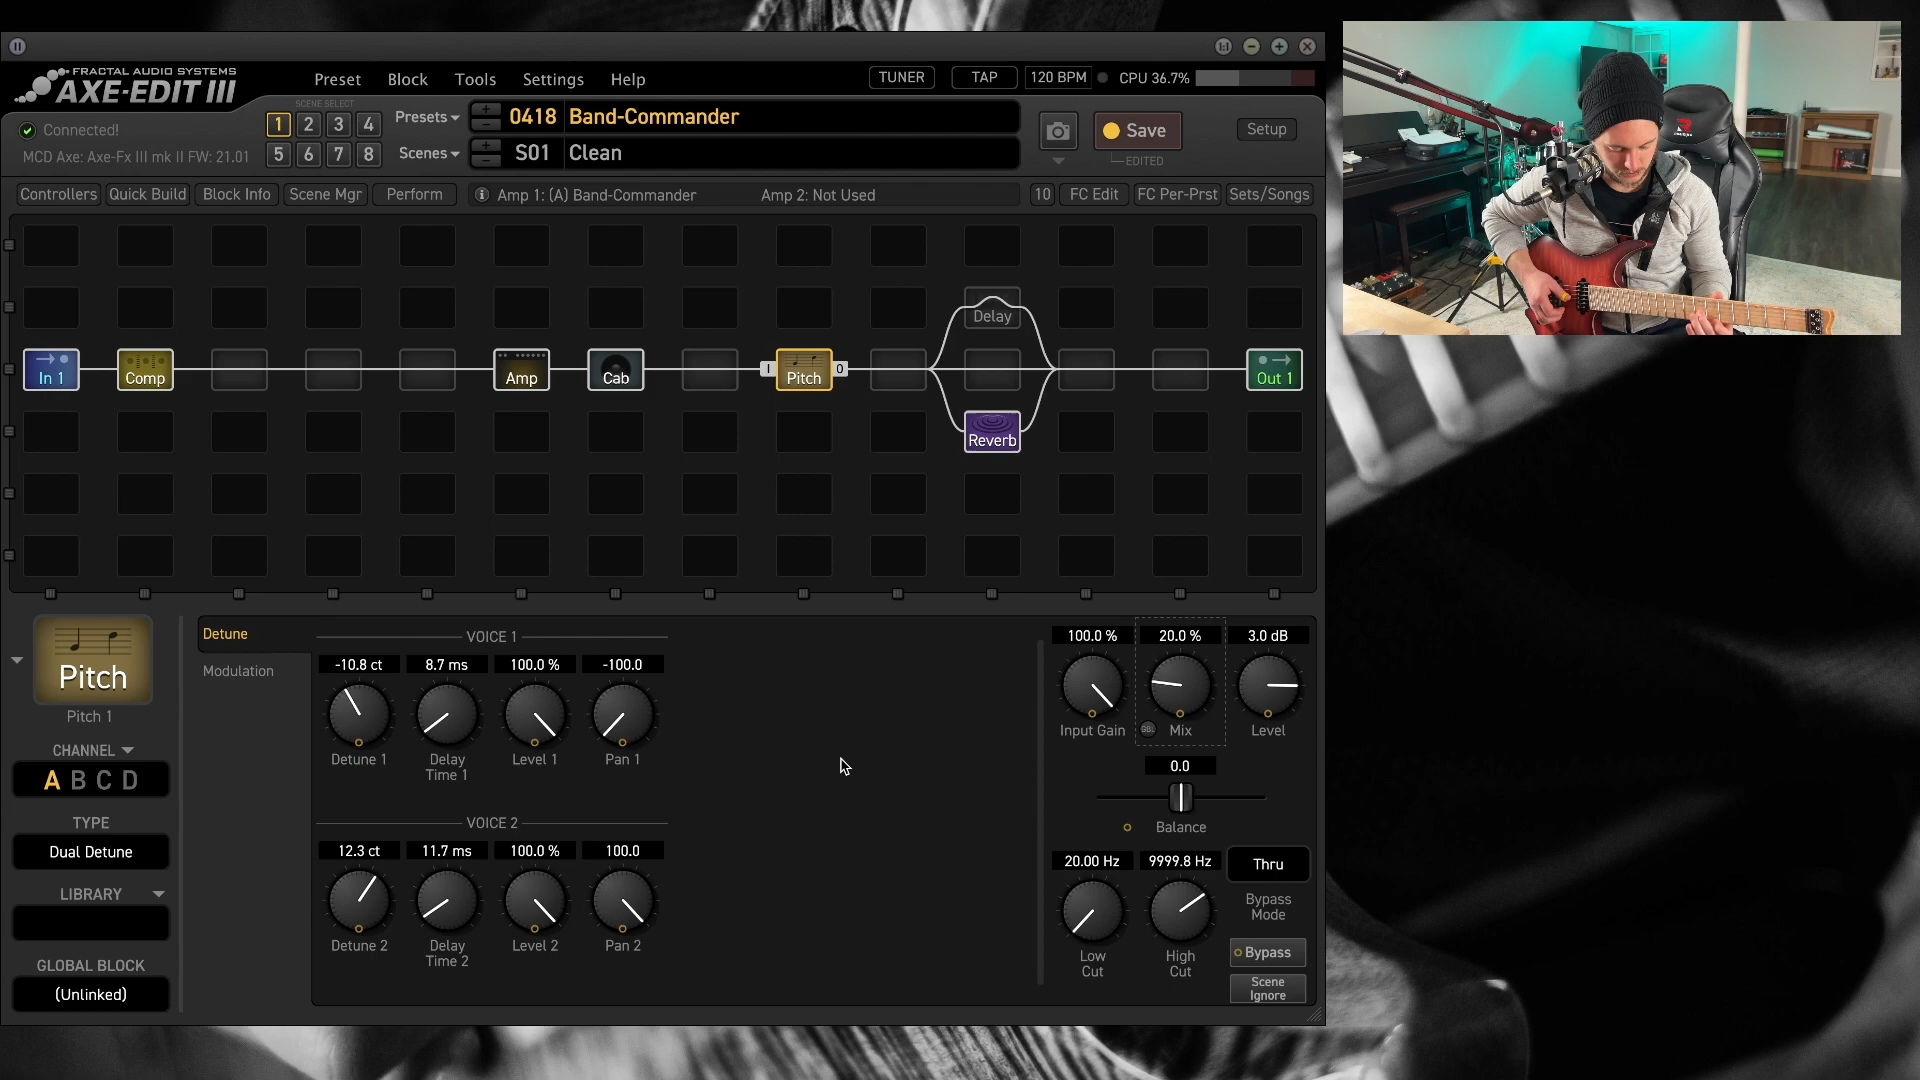 FRACTAL AUDIO SYSTEMS
AXE-EDIT III
Preset Block Tools Settings Help
TUNER TAP 120 BPM CPU 36.7%
Connected!
MCD Axe: Axe-Fx III mk II FW: 21.01
SCENE SELECT
1 2 3 4
5 6 7 8
Presets 0418 Band-Commander
Scenes S01 Clean
Save
EDITED
Setup
Controllers Quick Build Block Info Scene Mgr Perform
Amp 1: (A) Band-Commander Amp 2: Not Used
10 FC Edit FC Per-Prst Sets/Songs
Delay
In 1 Comp Amp Cab I Pitch O Out 1
Reverb
Pitch
Pitch 1
CHANNEL
A B C D
TYPE
Dual Detune
LIBRARY
GLOBAL BLOCK
(Unlinked)
Detune
Modulation
VOICE 1
-10.8 ct 8.7 ms 100.0 % -100.0
Detune 1 Delay Time 1 Level 1 Pan 1
VOICE 2
12.3 ct 11.7 ms 100.0 % 100.0
Detune 2 Delay Time 2 Level 2 Pan 2
100.0 % 20.0 % 3.0 dB
Input Gain Mix Level
0.0
Balance
20.00 Hz 9999.8 Hz Thru
Low Cut High Cut Bypass Mode
Bypass
Scene Ignore